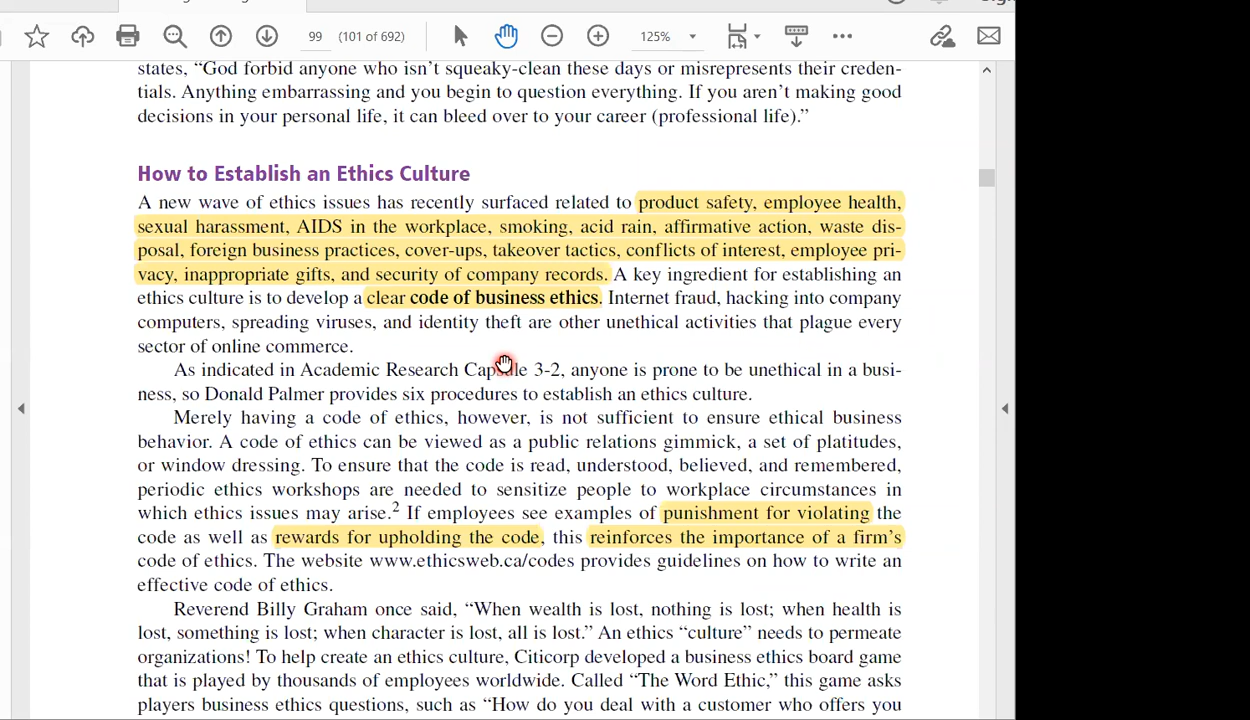 99 (101 of 692) 125%
states, “God forbid anyone who isn’t squeaky-clean these days or misrepresents their creden-
tials. Anything embarrassing and you begin to question everything. If you aren’t making good
decisions in your personal life, it can bleed over to your career (professional life).”
How to Establish an Ethics Culture
A new wave of ethics issues has recently surfaced related to product safety, employee health,
sexual harassment, AIDS in the workplace, smoking, acid rain, affirmative action, waste dis-
posal, foreign business practices, cover-ups, takeover tactics, conflicts of interest, employee pri-
vacy, inappropriate gifts, and security of company records. A key ingredient for establishing an
ethics culture is to develop a clear code of business ethics. Internet fraud, hacking into company
computers, spreading viruses, and identity theft are other unethical activities that plague every
sector of online commerce.
As indicated in Academic Research Capsule 3-2, anyone is prone to be unethical in a busi-
ness, so Donald Palmer provides six procedures to establish an ethics culture.
Merely having a code of ethics, however, is not sufficient to ensure ethical business
behavior. A code of ethics can be viewed as a public relations gimmick, a set of platitudes,
or window dressing. To ensure that the code is read, understood, believed, and remembered,
periodic ethics workshops are needed to sensitize people to workplace circumstances in
which ethics issues may arise.² If employees see examples of punishment for violating the
code as well as rewards for upholding the code, this reinforces the importance of a firm’s
code of ethics. The website www.ethicsweb.ca/codes provides guidelines on how to write an
effective code of ethics.
Reverend Billy Graham once said, “When wealth is lost, nothing is lost; when health is
lost, something is lost; when character is lost, all is lost.” An ethics “culture” needs to permeate
organizations! To help create an ethics culture, Citicorp developed a business ethics board game
that is played by thousands of employees worldwide. Called “The Word Ethic,” this game asks
players business ethics questions, such as “How do you deal with a customer who offers you